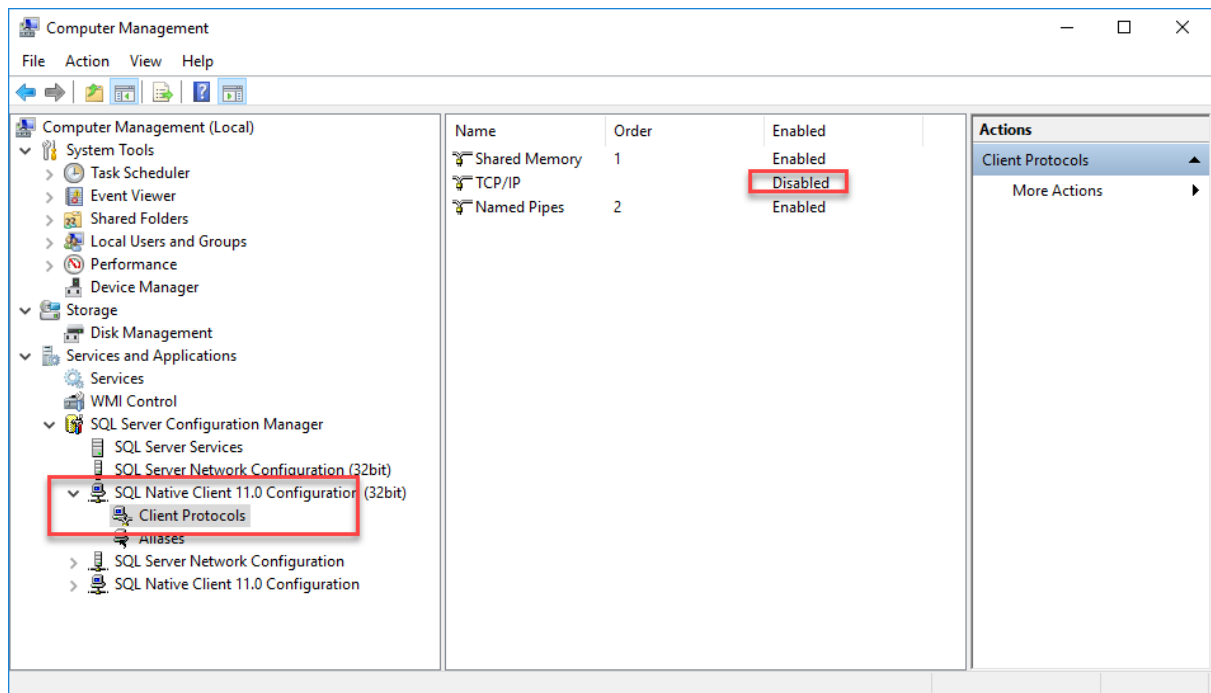 Computer Management
File Action View Help
Computer Management (Local)
System Tools
Task Scheduler
Event Viewer
Shared Folders
Local Users and Groups
Performance
Device Manager
Storage
Disk Management
Services and Applications
Services
WMI Control
SQL Server Configuration Manager
SQL Server Services
SQL Server Network Configuration (32bit)
SQL Native Client 11.0 Configuration (32bit)
Client Protocols
Aliases
SQL Server Network Configuration
SQL Native Client 11.0 Configuration
Name Order Enabled
Shared Memory 1 Enabled
TCP/IP Disabled
Named Pipes 2 Enabled
Actions
Client Protocols
More Actions